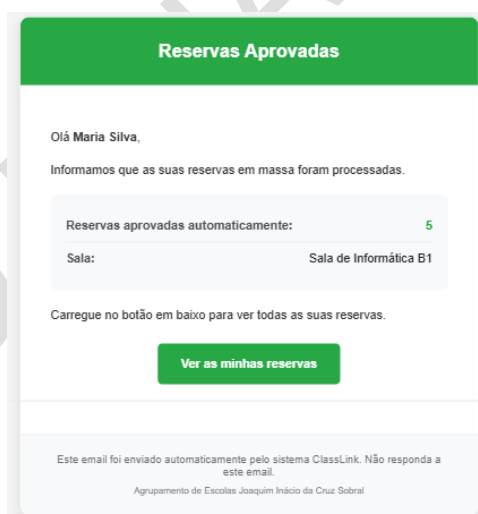 Reservas Aprovadas
Olá Maria Silva,
Informamos que as suas reservas em massa foram processadas.
Reservas aprovadas automaticamente: 5
Sala: Sala de Informática B1
Carregue no botão em baixo para ver todas as suas reservas.
Ver as minhas reservas
Este email foi enviado automaticamente pelo sistema ClassLink. Não responda a
este email.
Agrupamento de Escolas Joaquim Inácio da Cruz Sobral